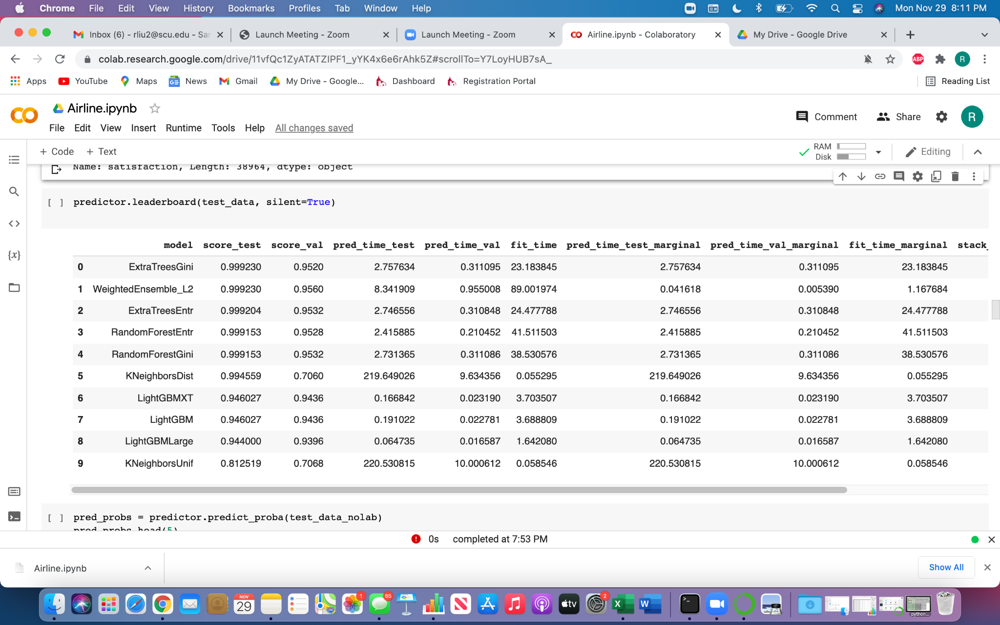 Chrome File Edit View History Bookmarks Profiles Tab Window Help Mon Nov 29 8:11 PM
Inbox (6) - rliu2@scu.edu - Sar Launch Meeting - Zoom Launch Meeting - Zoom Airline.ipynb - Colaboratory My Drive - Google Drive
colab.research.google.com/drive/11vfQc1ZyATATZIPF1_yYK4x6e6rAhk5Z#scrollTo=Y7LoyHUB7sA_ ABP R
Apps YouTube Maps GE News Gmail My Drive - Google... Dashboard Registration Portal Reading List
Airline.ipynb
Comment Share R
File Edit View Insert Runtime Tools Help All changes saved
+ Code + Text RAM Disk Editing
Name: satisfaction, Length: 38964, dtype: object
[ ] predictor.leaderboard(test_data, silent=True)
model score_test score_val pred_time_test pred_time_val fit_time pred_time_test_marginal pred_time_val_marginal fit_time_marginal stack_
0 ExtraTreesGini 0.999230 0.9520 2.757634 0.311095 23.183845 2.757634 0.311095 23.183845
1 WeightedEnsemble_L2 0.999230 0.9560 8.341909 0.955008 89.001974 0.041618 0.005390 1.167684
2 ExtraTreesEntr 0.999204 0.9532 2.746556 0.310848 24.477788 2.746556 0.310848 24.477788
3 RandomForestEntr 0.999153 0.9528 2.415885 0.210452 41.511503 2.415885 0.210452 41.511503
4 RandomForestGini 0.999153 0.9532 2.731365 0.311086 38.530576 2.731365 0.311086 38.530576
5 KNeighborsDist 0.994559 0.7060 219.649026 9.634356 0.055295 219.649026 9.634356 0.055295
6 LightGBMXT 0.946027 0.9436 0.166842 0.023190 3.703507 0.166842 0.023190 3.703507
7 LightGBM 0.946027 0.9436 0.191022 0.022781 3.688809 0.191022 0.022781 3.688809
8 LightGBMLarge 0.944000 0.9396 0.064735 0.016587 1.642080 0.064735 0.016587 1.642080
9 KNeighborsUnif 0.812519 0.7068 220.530815 10.000612 0.058546 220.530815 10.000612 0.058546
[ ] pred_probs = predictor.predict_proba(test_data_nolab)
pred_probs.head(5)
0s completed at 7:53 PM
Airline.ipynb Show All
NOV 29 1 65 tv 2 X W python...